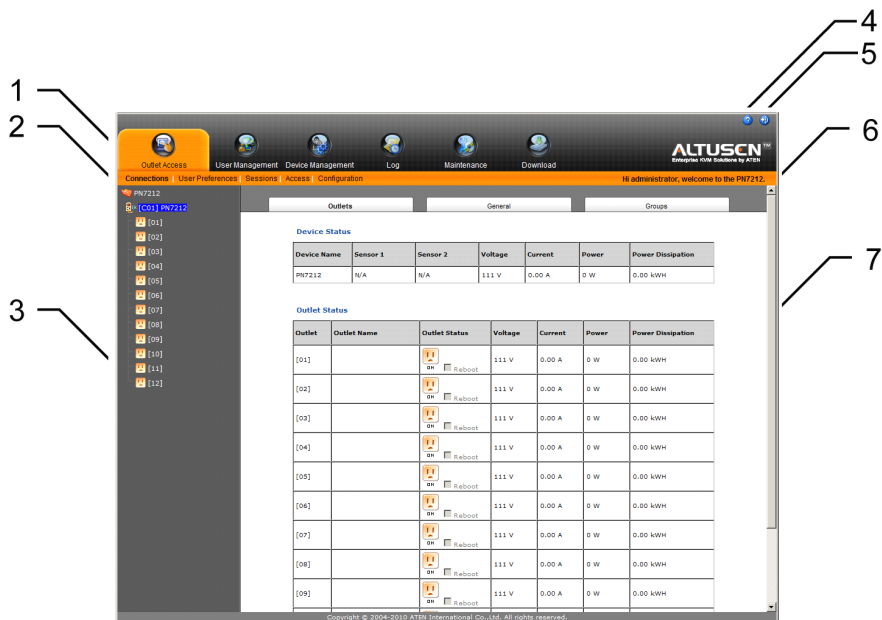 4
5
1
2
6
7
3
Outlet Access User Management Device Management Log Maintenance Download
ALTUSEN™
Enterprise KVM Solutions by ATEN
Connections | User Preferences | Sessions | Access | Configuration Hi administrator, welcome to the PN7212.
PN7212
[C01] PN7212
[01]
[02]
[03]
[04]
[05]
[06]
[07]
[08]
[09]
[10]
[11]
[12]
Outlets General Groups
Device Status
Device Name Sensor 1 Sensor 2 Voltage Current Power Power Dissipation
PN7212 N/A N/A 111 V 0.00 A 0 W 0.00 kWH
Outlet Status
Outlet Outlet Name Outlet Status Voltage Current Power Power Dissipation
[01] ON Reboot 111 V 0.00 A 0 W 0.00 kWH
[02] ON Reboot 111 V 0.00 A 0 W 0.00 kWH
[03] ON Reboot 111 V 0.00 A 0 W 0.00 kWH
[04] ON Reboot 111 V 0.00 A 0 W 0.00 kWH
[05] ON Reboot 111 V 0.00 A 0 W 0.00 kWH
[06] ON Reboot 111 V 0.00 A 0 W 0.00 kWH
[07] ON Reboot 111 V 0.00 A 0 W 0.00 kWH
[08] ON Reboot 111 V 0.00 A 0 W 0.00 kWH
[09] ON Reboot 111 V 0.00 A 0 W 0.00 kWH
Copyright © 2004-2010 ATEN International Co.,Ltd. All rights reserved.